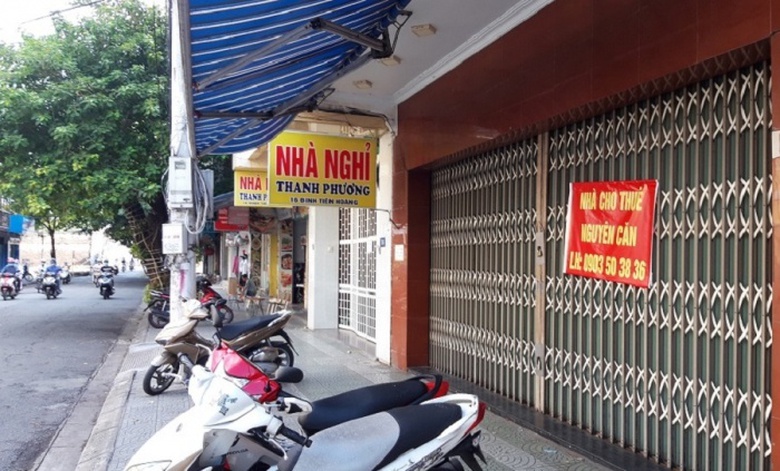 NHÀ NGHỈ
THANH PHƯƠNG
15 ĐINH TIÊN HOÀNG
NHÀ
THANH
NHÀ CHO THUÊ
NGUYÊN CĂN
LH: 0903 50 38 36